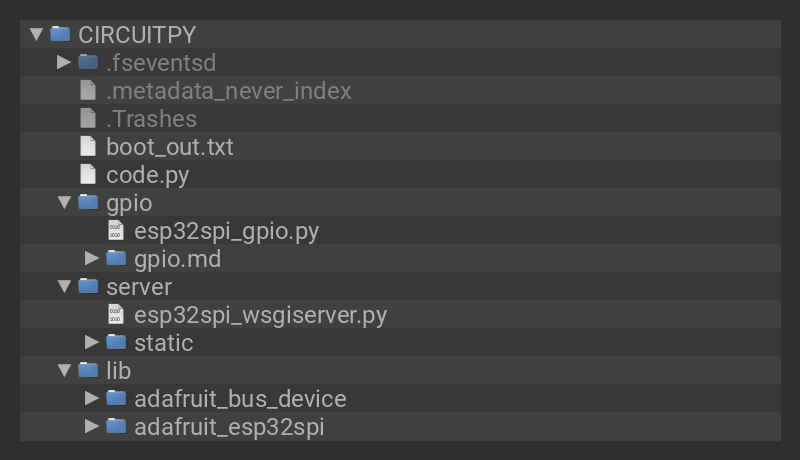 CIRCUITPY
.fseventsd
.metadata_never_index
.Trashes
boot_out.txt
code.py
gpio
esp32spi_gpio.py
gpio.md
server
esp32spi_wsgiserver.py
static
lib
adafruit_bus_device
adafruit_esp32spi